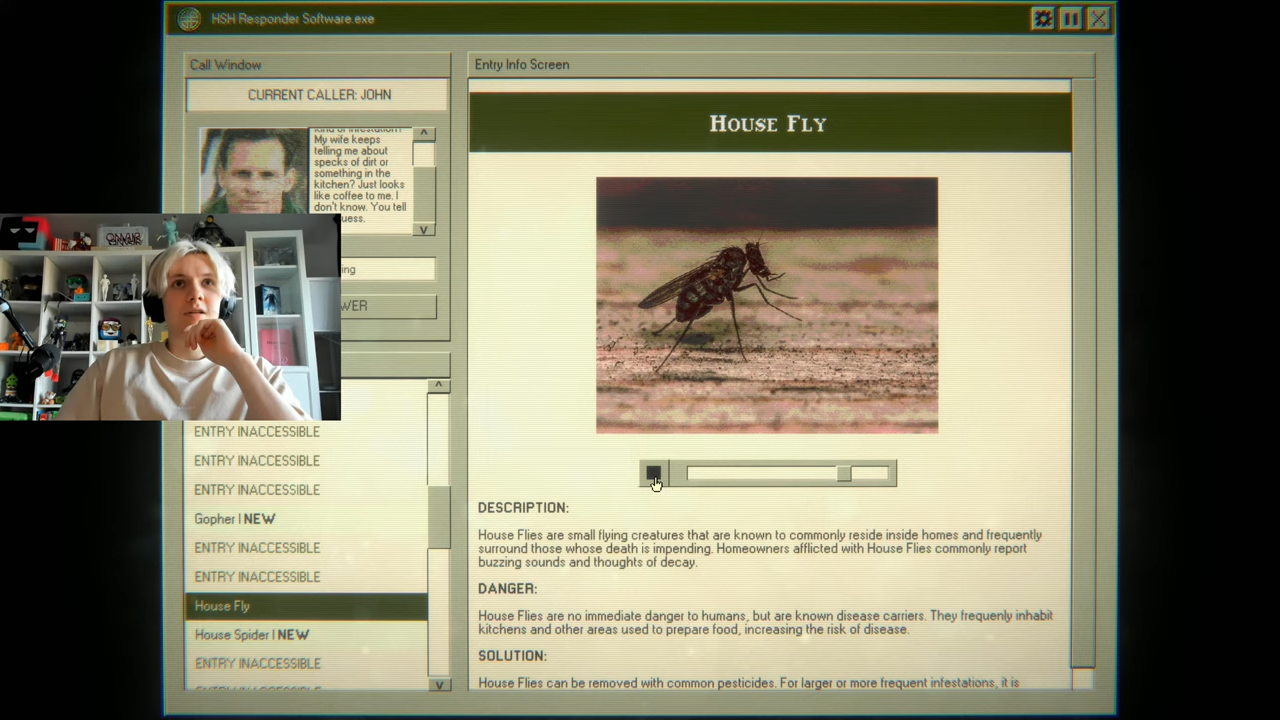 HSH Responder Software.exe
Call Window
CURRENT CALLER: JOHN
kind of infestation?
My wife keeps
telling me about
specks of dirt or
something in the
kitchen? Just looks
like coffee to me. I
don't know. You tell
ENTRY INACCESSIBLE
ENTRY INACCESSIBLE
ENTRY INACCESSIBLE
Gopher | NEW
ENTRY INACCESSIBLE
ENTRY INACCESSIBLE
House Fly
House Spider | NEW
ENTRY INACCESSIBLE
Entry Info Screen
House Fly
DESCRIPTION:
House Flies are small flying creatures that are known to commonly reside inside homes and frequently
surround those whose death is impending. Homeowners afflicted with House Flies commonly report
buzzing sounds and thoughts of decay.
DANGER:
House Flies are no immediate danger to humans, but are known disease carriers. They frequenly inhabit
kitchens and other areas used to prepare food, increasing the risk of disease.
SOLUTION:
House Flies can be removed with common pesticides. For larger or more frequent infestations, it is